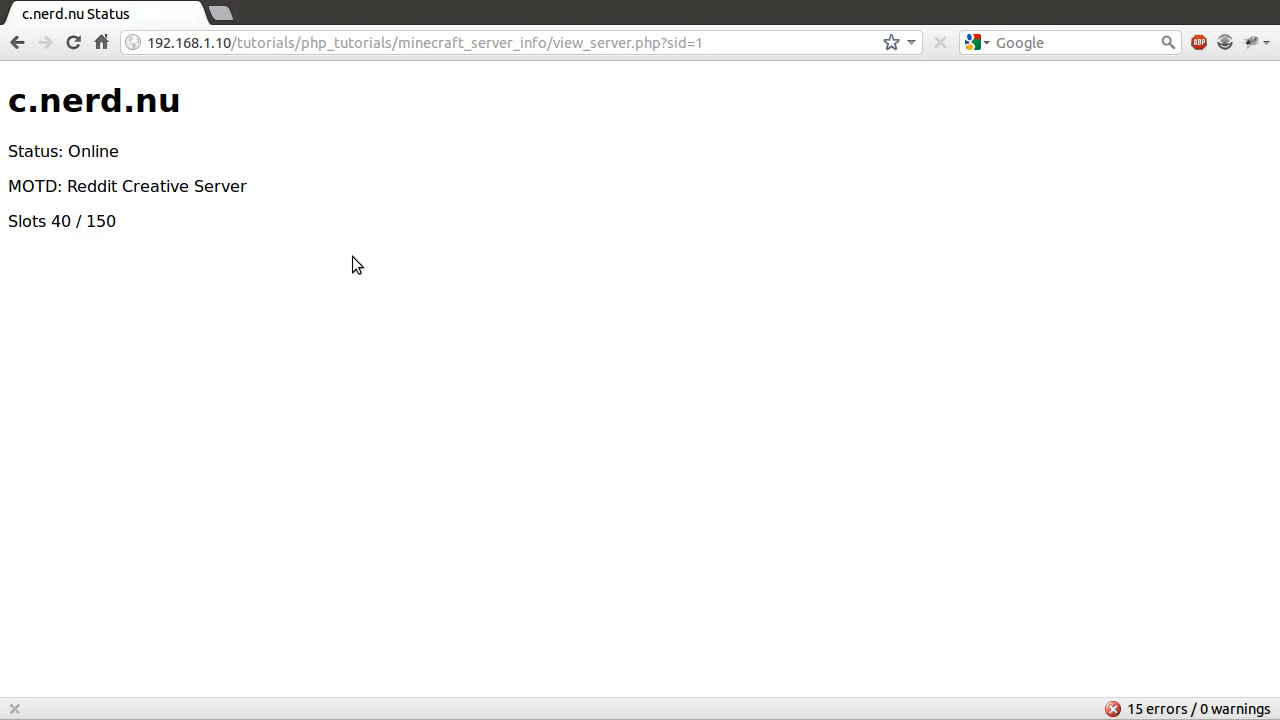 c.nerd.nu Status
192.168.1.10/tutorials/php_tutorials/minecraft_server_info/view_server.php?sid=1
Google
ABP
c.nerd.nu
Status: Online
MOTD: Reddit Creative Server
Slots 40 / 150
15 errors / 0 warnings